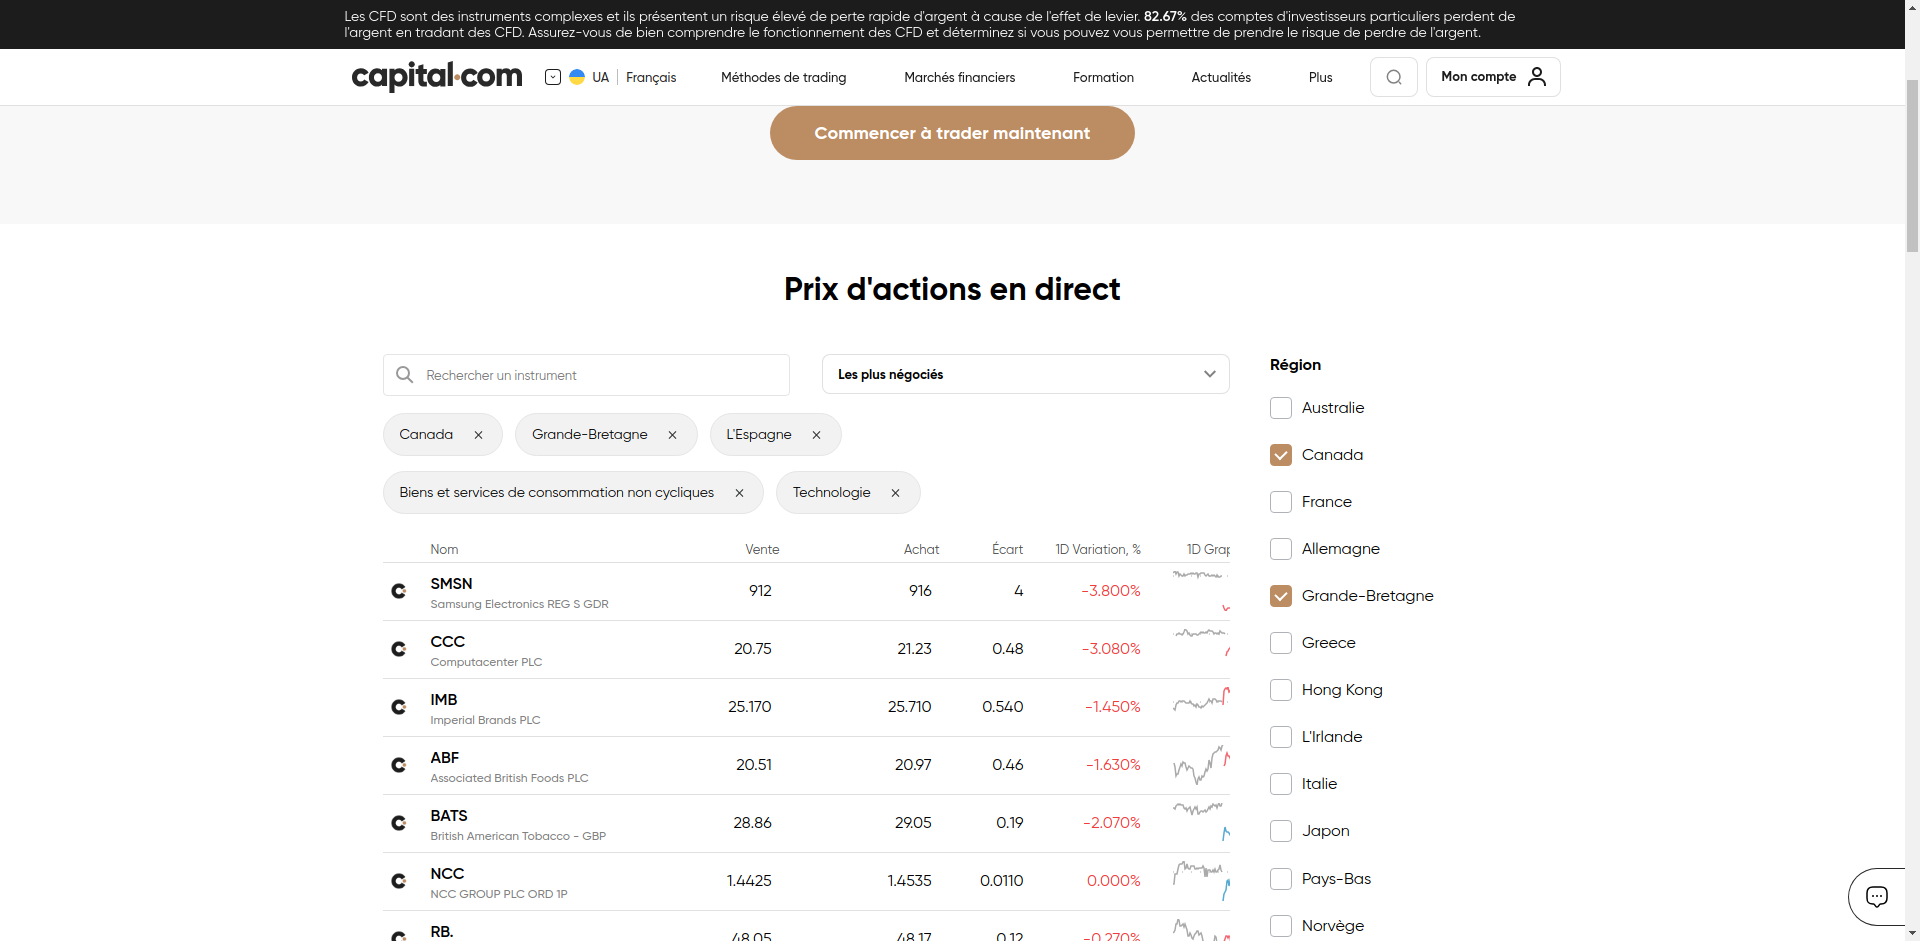 Les CFD sont des instruments complexes et ils présentent un risque élevé de perte rapide d'argent à cause de l'effet de levier. 82.67% des comptes d'investisseurs particuliers perdent de
l'argent en tradant des CFD. Assurez-vous de bien comprendre le fonctionnement des CFD et déterminez si vous pouvez vous permettre de prendre le risque de perdre de l'argent.
capital.com UA Français Méthodes de trading Marchés financiers Formation Actualités Plus Mon compte
Commencer à trader maintenant
Prix d'actions en direct
Rechercher un instrument
Les plus négociés
Canada
Grande-Bretagne
L'Espagne
Biens et services de consommation non cycliques
Technologie
Nom Vente Achat Écart 1D Variation, % 1D Grap
SMSN 912 916 4 -3.800%
Samsung Electronics REG S GDR
CCC 20.75 21.23 0.48 -3.080%
Computacenter PLC
IMB 25.170 25.710 0.540 -1.450%
Imperial Brands PLC
ABF 20.51 20.97 0.46 -1.630%
Associated British Foods PLC
BATS 28.86 29.05 0.19 -2.070%
British American Tobacco - GBP
NCC 1.4425 1.4535 0.0110 0.000%
NCC GROUP PLC ORD 1P
RB. 48.05 48.17 0.12 -0.270%
Région
Australie
Canada
France
Allemagne
Grande-Bretagne
Greece
Hong Kong
L'Irlande
Italie
Japon
Pays-Bas
Norvège